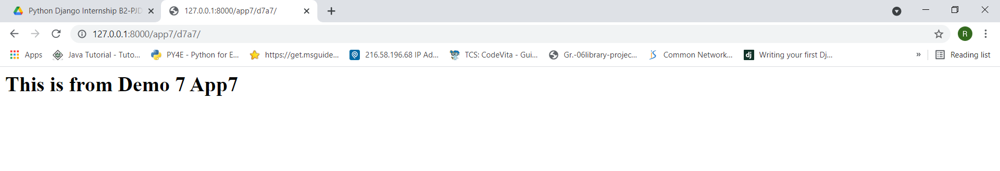 Python Django Internship B2-PJD
127.0.0.1:8000/app7/d7a7/
127.0.0.1:8000/app7/d7a7/
R
Apps Java Tutorial - Tuto... PY4E - Python for E... https://get.msguide... 216.58.196.68 IP Ad... TCS: CodeVita - Gui... Gr.-06library-projec... Common Network... dj Writing your first Dj... » Reading list
This is from Demo 7 App7